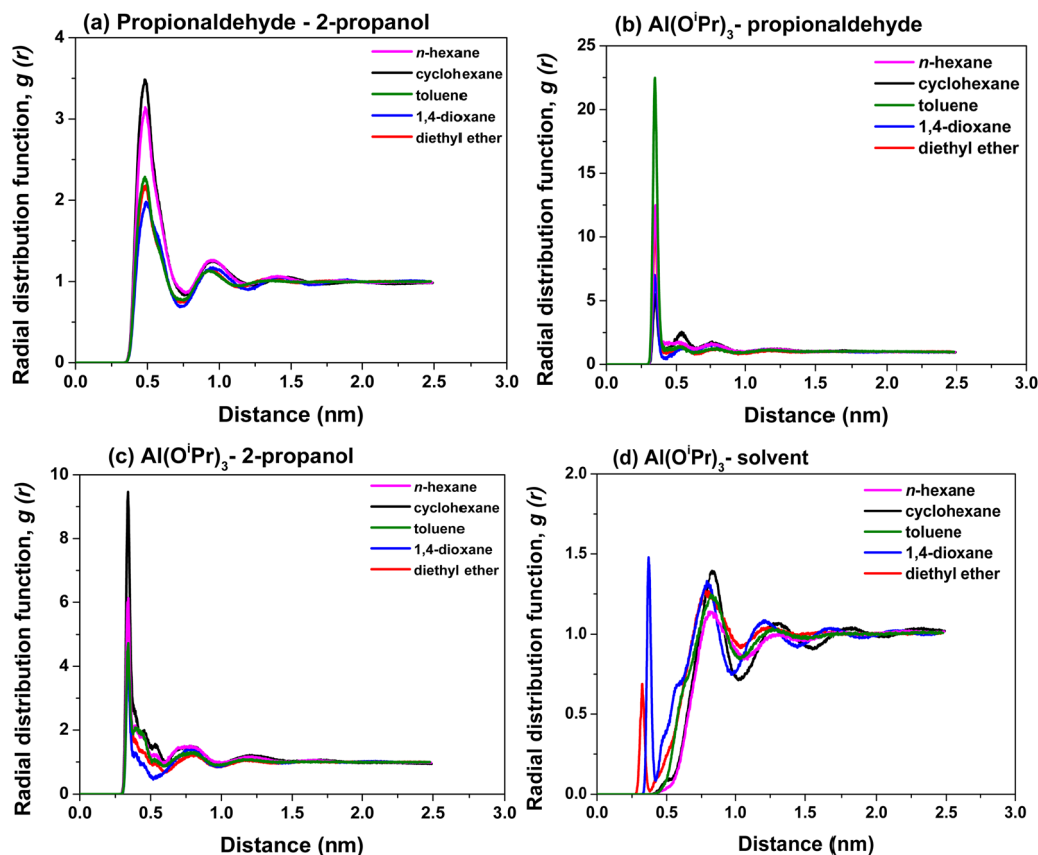 (a) Propionaldehyde - 2-propanol
n-hexane
cyclohexane
toluene
1,4-dioxane
diethyl ether
Radial distribution function, g (r)
4
3
2
1
0
0.0 0.5 1.0 1.5 2.0 2.5 3.0
Distance (nm)
(b) Al(OⁱPr)₃- propionaldehyde
n-hexane
cyclohexane
toluene
1,4-dioxane
diethyl ether
Radial distribution function, g (r)
25
20
15
10
5
0
0.0 0.5 1.0 1.5 2.0 2.5 3.0
Distance (nm)
(c) Al(OⁱPr)₃- 2-propanol
n-hexane
cyclohexane
toluene
1,4-dioxane
diethyl ether
Radial distribution function, g (r)
10
8
6
4
2
0
0.0 0.5 1.0 1.5 2.0 2.5 3.0
Distance (nm)
(d) Al(OⁱPr)₃- solvent
n-hexane
cyclohexane
toluene
1,4-dioxane
diethyl ether
Radial distribution function, g (r)
2.0
1.5
1.0
0.5
0.0
0.0 0.5 1.0 1.5 2.0 2.5 3.0
Distance (nm)